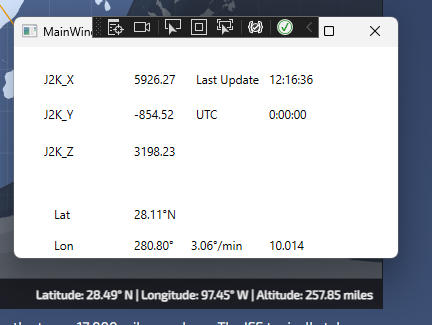 MainWin
J2K_X 5926.27 Last Update 12:16:36
J2K_Y -854.52 UTC 0:00:00
J2K_Z 3198.23
Lat 28.11°N
Lon 280.80° 3.06°/min 10.014
Latitude: 28.49° N | Longitude: 97.45° W | Altitude: 257.85 miles